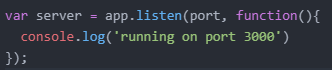 var server = app.listen(port, function(){
  console.log('running on port 3000')
});